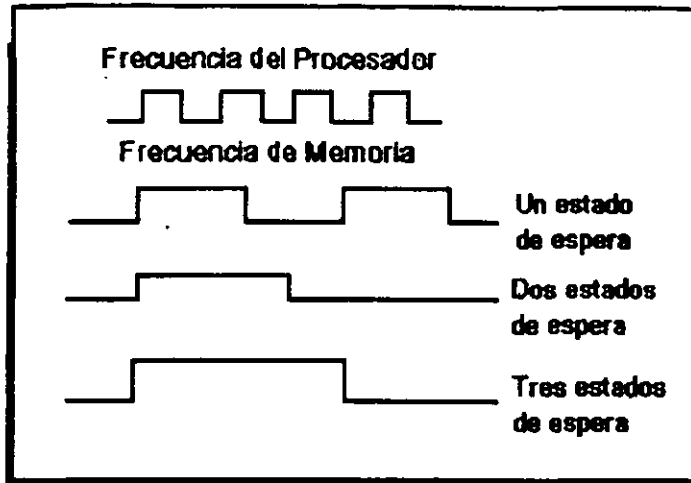 Frecuencia del Procesador
Frecuencia de Memoria
Un estado
de espera
Dos estados
de espera
Tres estados
de espera